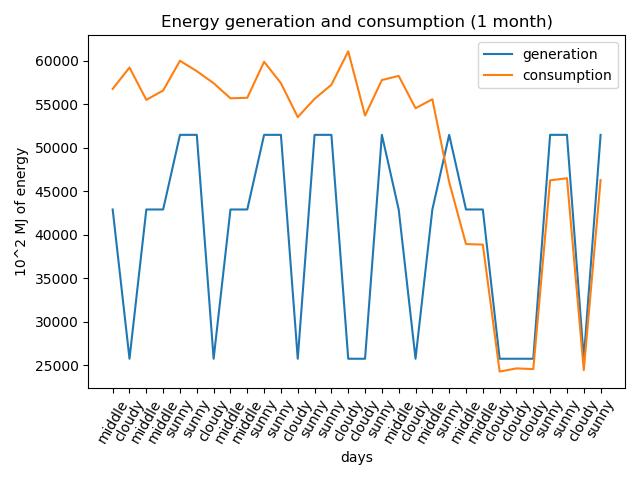 Energy generation and consumption (1 month)
generation
consumption
60000
55000
50000
45000
40000
35000
30000
25000
10^2 MJ of energy
middle
cloudy
middle
middle
sunny
sunny
cloudy
middle
middle
sunny
sunny
cloudy
sunny
sunny
cloudy
cloudy
sunny
middle
cloudy
middle
sunny
middle
middle
cloudy
cloudy
cloudy
sunny
sunny
cloudy
sunny
days